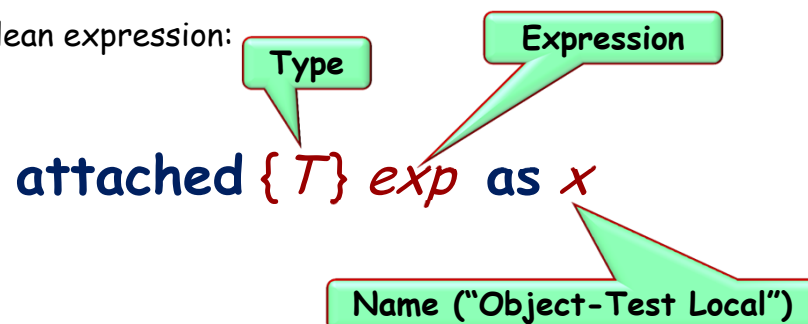 lean expression:
Type
Expression
attached { T} exp as x
Name (“Object-Test Local”)